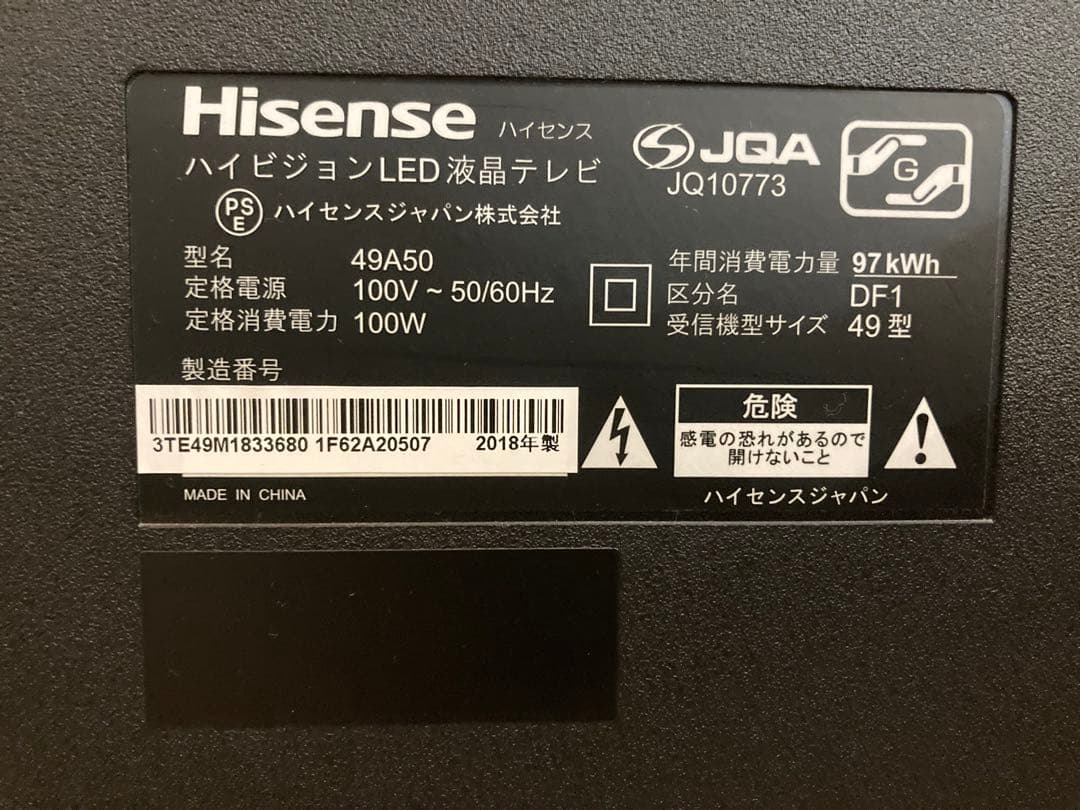 Hisense ハイセンス
ハイビジョンLED液晶テレビ
PSE ハイセンスジャパン株式会社
JQA
JQ10773
G
型名 49A50
定格電源 100V ~ 50/60Hz
定格消費電力 100W
年間消費電力量 97kWh
区分名 DF1
受信機型サイズ 49型
製造番号
3TE49M1833680 1F62A20507 2018年製
MADE IN CHINA
危険
感電の恐れがあるので
開けないこと
ハイセンスジャパン